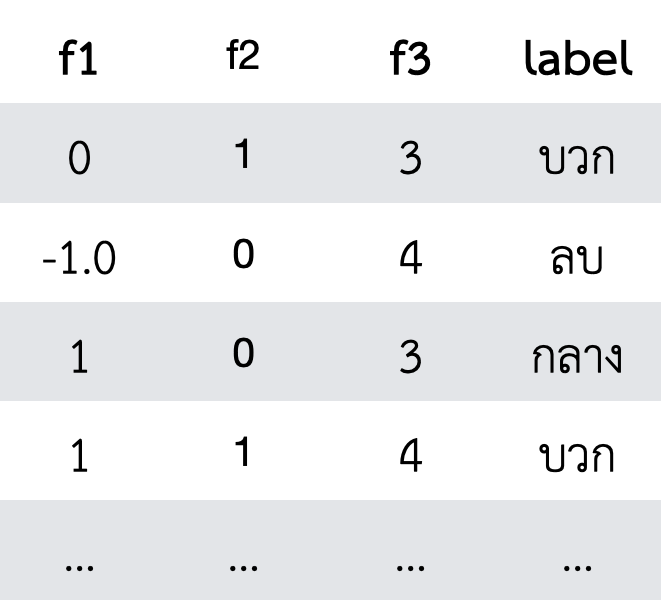 f1 f2 f3 label
0 1 3 บวก
-1.0 0 4 ลบ
1 0 3 กลาง
1 1 4 บวก
... ... ... ...